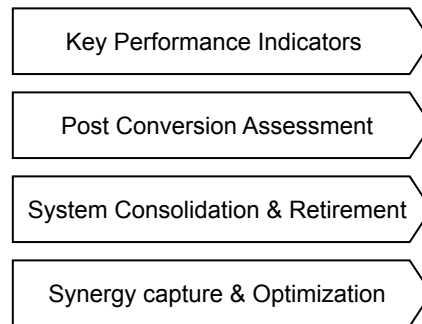 Key Performance Indicators
Post Conversion Assessment
System Consolidation & Retirement
Synergy capture & Optimization